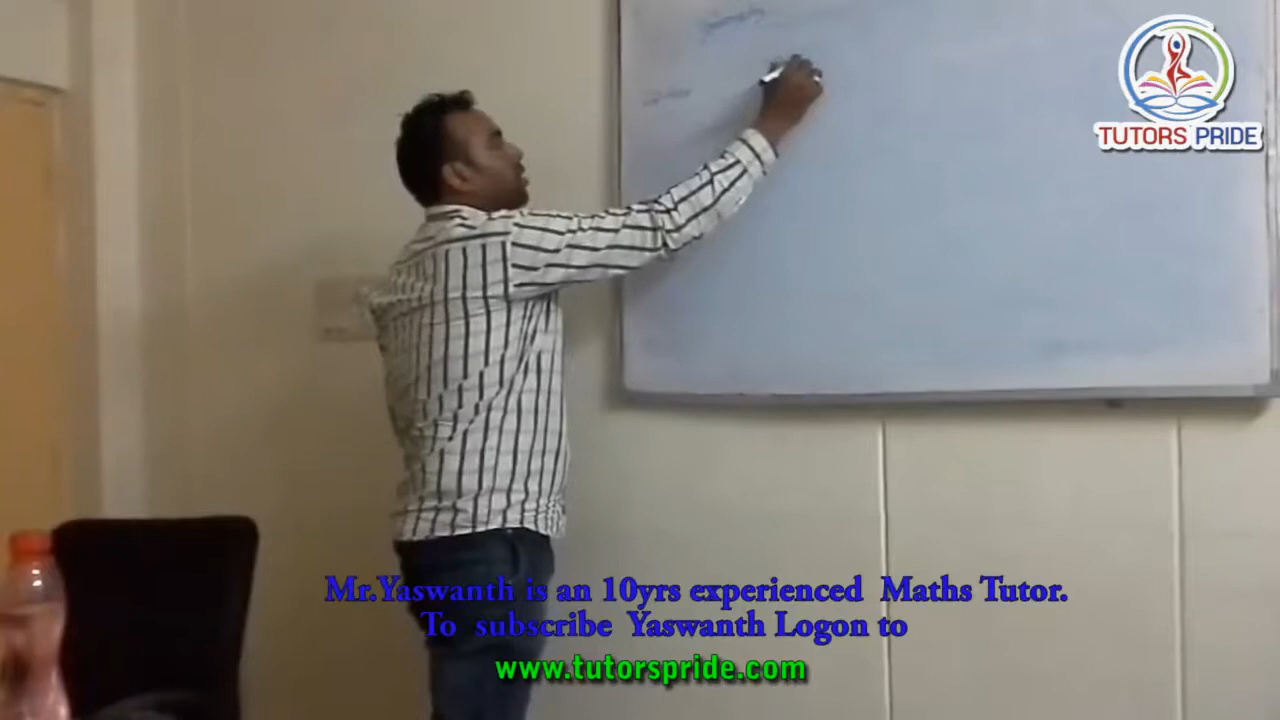 TUTORS PRIDE
Mr.Yaswanth is an 10yrs experienced Maths Tutor.
To subscribe Yaswanth Logon to
www.tutorspride.com